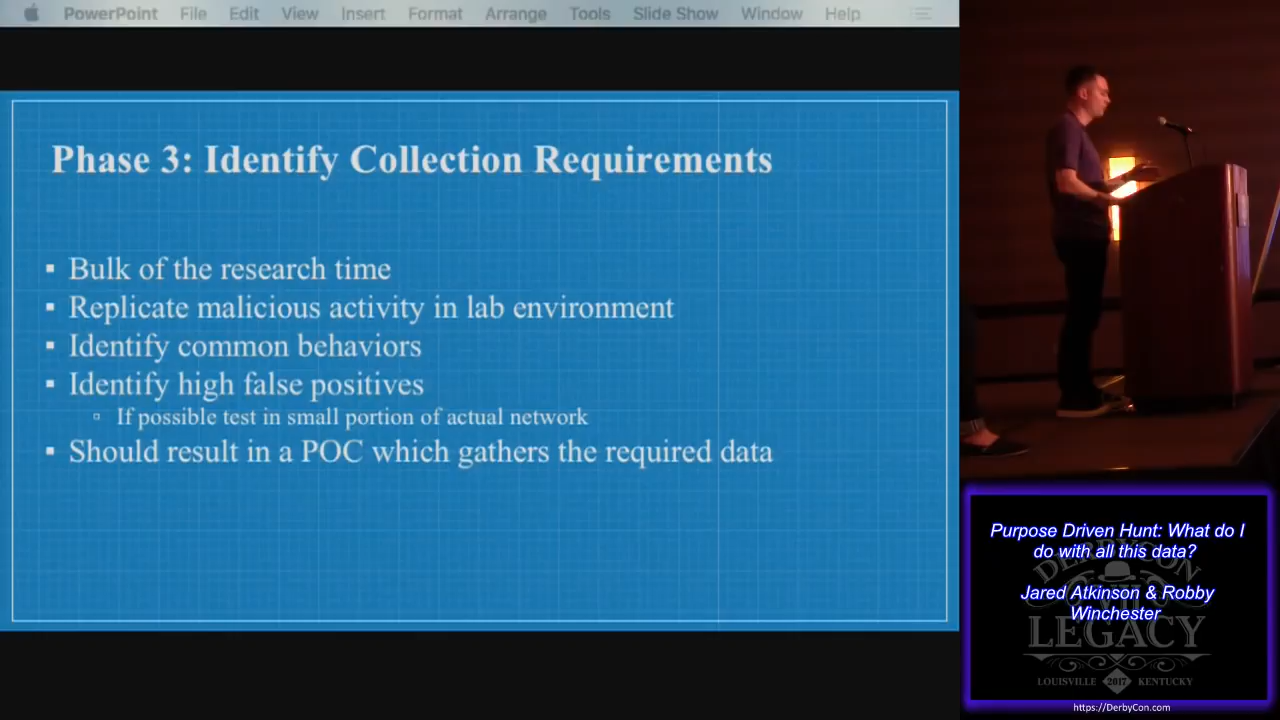 PowerPoint File Edit View Insert Format Arrange Tools Slide Show Window Help
Phase 3: Identify Collection Requirements
▪ Bulk of the research time
▪ Replicate malicious activity in lab environment
▪ Identify common behaviors
▪ Identify high false positives
▫ If possible test in small portion of actual network
▪ Should result in a POC which gathers the required data
Purpose Driven Hunt: What do I
do with all this data?
Jared Atkinson & Robby
Winchester
DERBYCON
LEGACY
LOUISVILLE 2017 KENTUCKY
https://DerbyCon.com